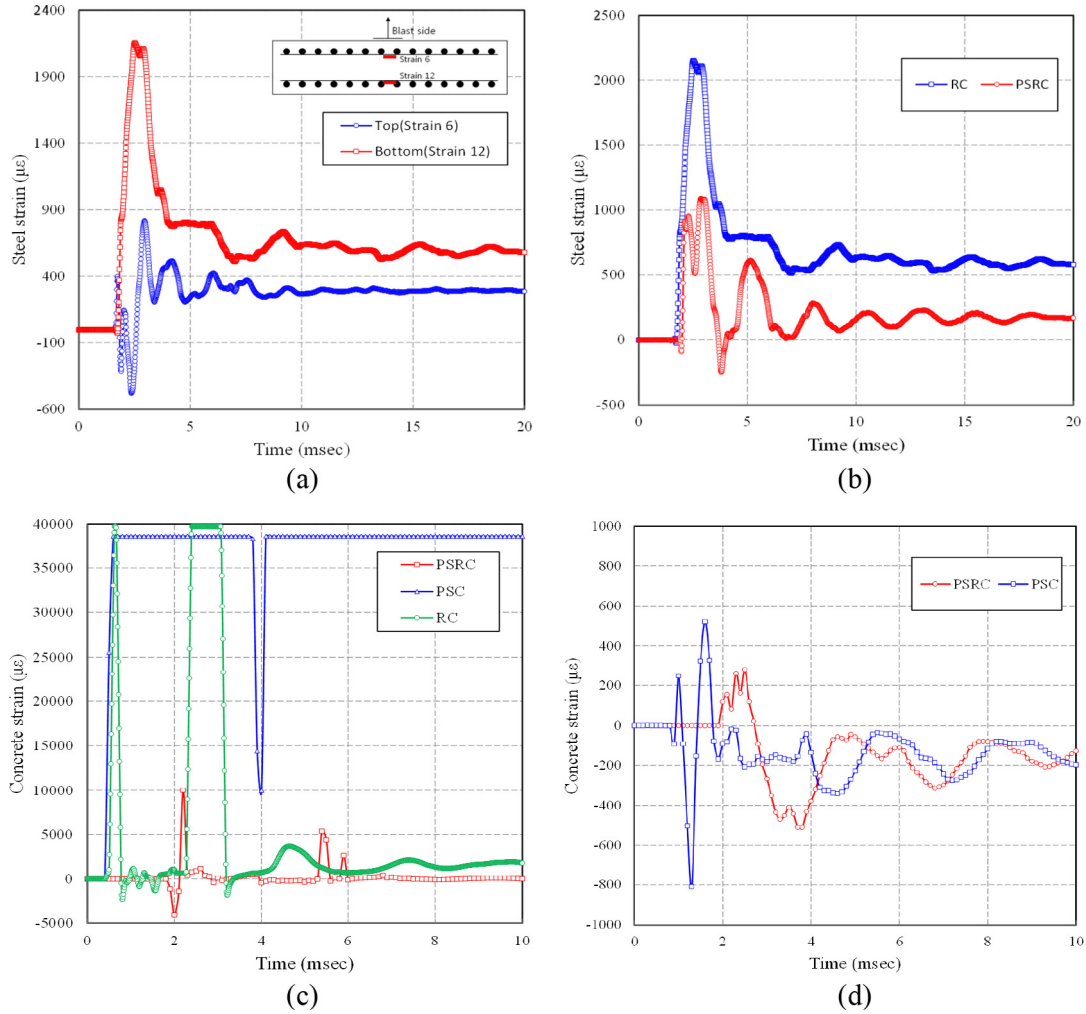 2400
1900
1400
900
400
-100
-600
Steel strain (με)
Blast side
Strain 6
Strain 12
Top(Strain 6)
Bottom(Strain 12)
0 5 10 15 20
Time (msec)
(a)
2500
2000
1500
1000
500
0
-500
Steel strain (με)
RC PSRC
0 5 10 15 20
Time (msec)
(b)
40000
35000
30000
25000
20000
15000
10000
5000
0
-5000
Concrete strain (με)
PSRC
PSC
RC
0 2 4 6 8 10
Time (msec)
(c)
1000
800
600
400
200
0
-200
-400
-600
-800
-1000
Concrete strain (με)
PSRC PSC
0 2 4 6 8 10
Time (msec)
(d)